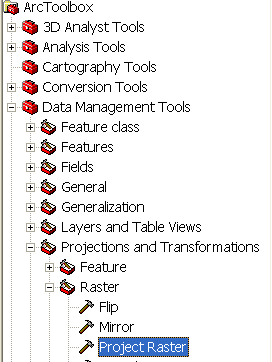 ArcToolbox
3D Analyst Tools
Analysis Tools
Cartography Tools
Conversion Tools
Data Management Tools
Feature class
Features
Fields
General
Generalization
Layers and Table Views
Projections and Transformations
Feature
Raster
Flip
Mirror
Project Raster